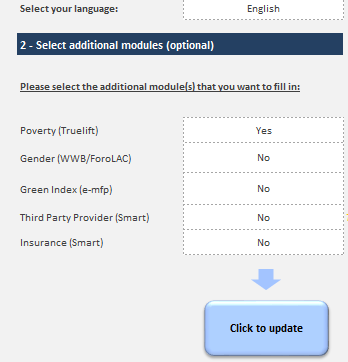 Select your language: English
2 - Select additional modules (optional)
Please select the additional module(s) that you want to fill in:
Poverty (Truelift) Yes
Gender (WWB/ForoLAC) No
Green Index (e-mfp) No
Third Party Provider (Smart) No
Insurance (Smart) No
Click to update